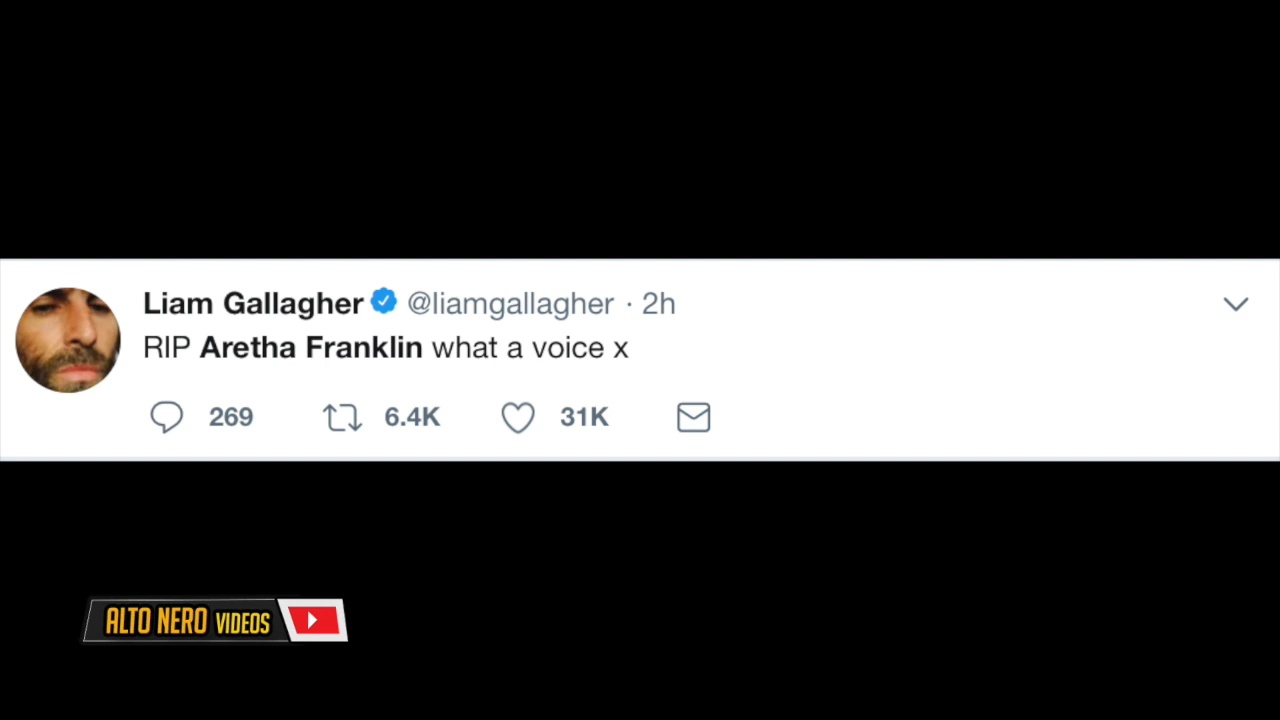 Liam Gallagher @liamgallagher · 2h
RIP Aretha Franklin what a voice x
269 6.4K 31K
ALTO NERO VIDEOS